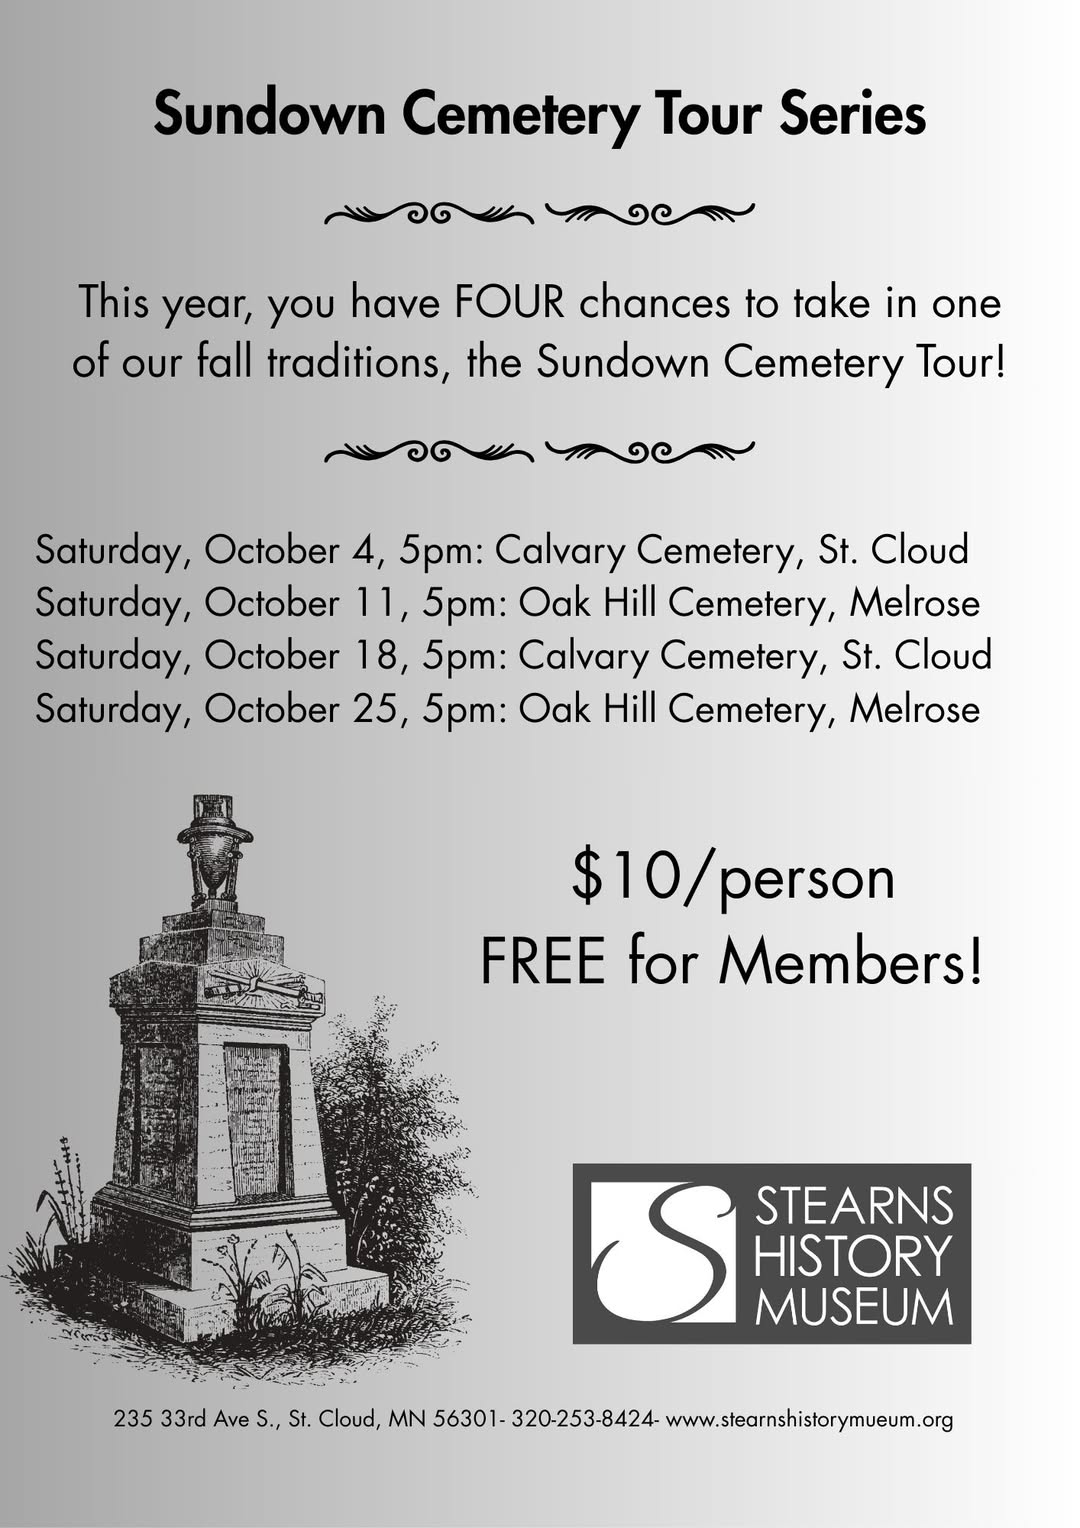 Sundown Cemetery Tour Series
This year, you have FOUR chances to take in one
of our fall traditions, the Sundown Cemetery Tour!
Saturday, October 4, 5pm: Calvary Cemetery, St. Cloud
Saturday, October 11, 5pm: Oak Hill Cemetery, Melrose
Saturday, October 18, 5pm: Calvary Cemetery, St. Cloud
Saturday, October 25, 5pm: Oak Hill Cemetery, Melrose
$10/person
FREE for Members!
S
STEARNS
HISTORY
MUSEUM
235 33rd Ave S., St. Cloud, MN 56301- 320-253-8424- www.stearnshistorymueum.org